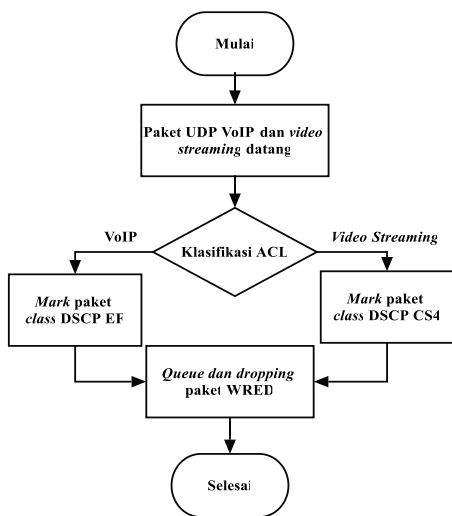 Mulai
Paket UDP VoIP dan video
streaming datang
VoIP
Video Streaming
Klasifikasi ACL
Mark paket
class DSCP EF
Mark paket
class DSCP CS4
Queue dan dropping
paket WRED
Selesai